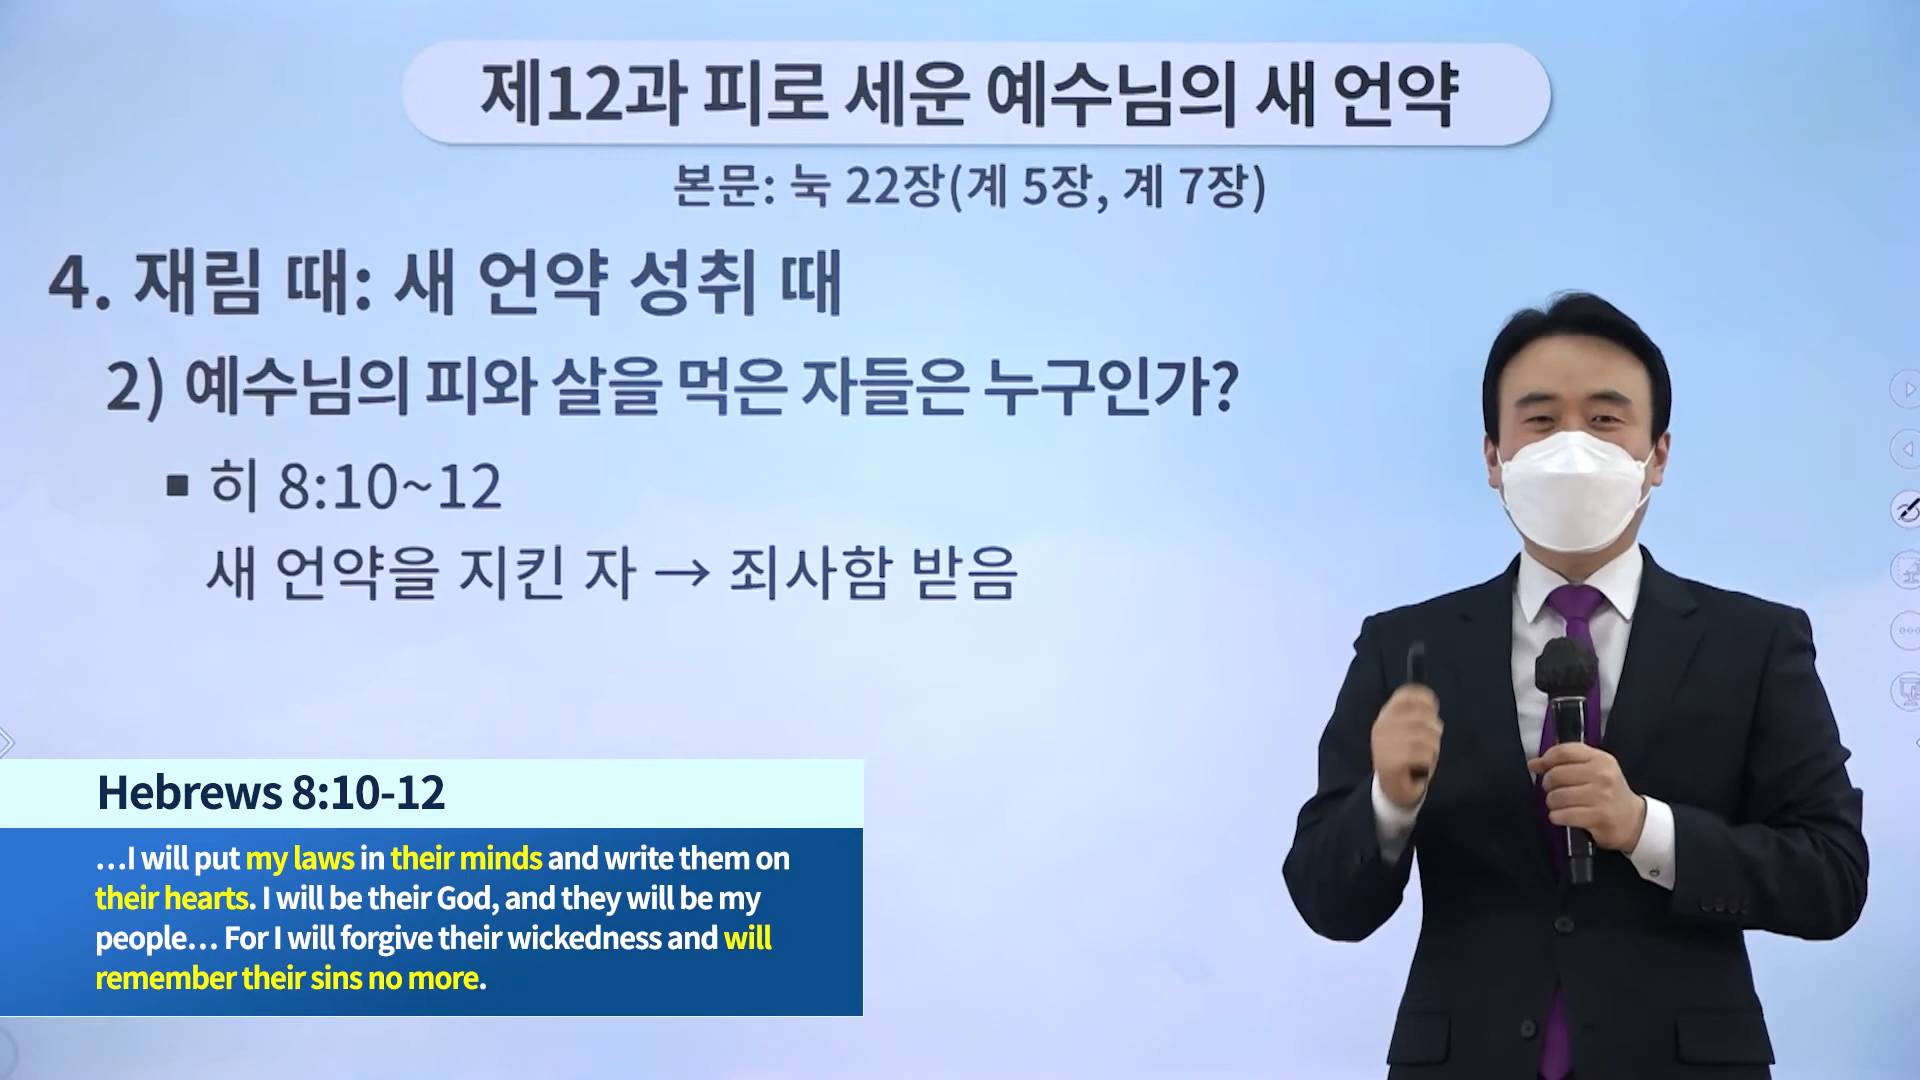 제12과 피로 세운 예수님의 새 언약
본문: 눅 22장(계 5장, 계 7장)
4. 재림 때: 새 언약 성취 때
2) 예수님의 피와 살을 먹은 자들은 누구인가?
▪ 히 8:10~12
새 언약을 지킨 자 → 죄사함 받음
Hebrews 8:10-12
…I will put my laws in their minds and write them on
their hearts. I will be their God, and they will be my
people… For I will forgive their wickedness and will
remember their sins no more.